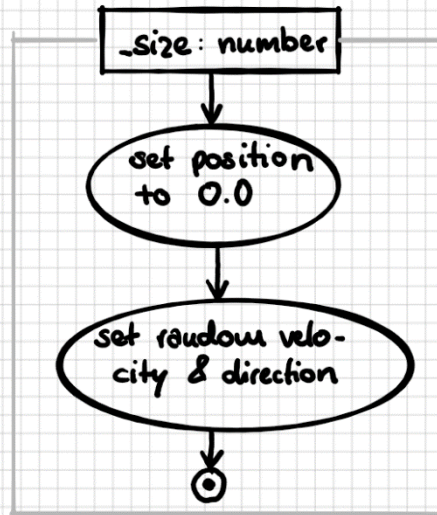 _size: number
set position
to 0.0
set random velo-
city & direction